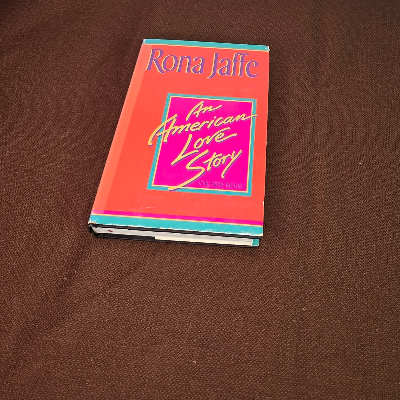 Rona Jaffe
An
American
Love
Story